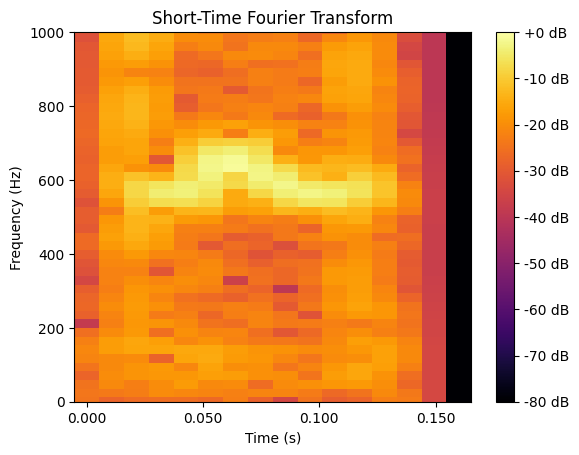 Short-Time Fourier Transform
1000
800
600
400
200
0
Frequency (Hz)
0.000
0.050
0.100
0.150
Time (s)
+0 dB
-10 dB
-20 dB
-30 dB
-40 dB
-50 dB
-60 dB
-70 dB
-80 dB